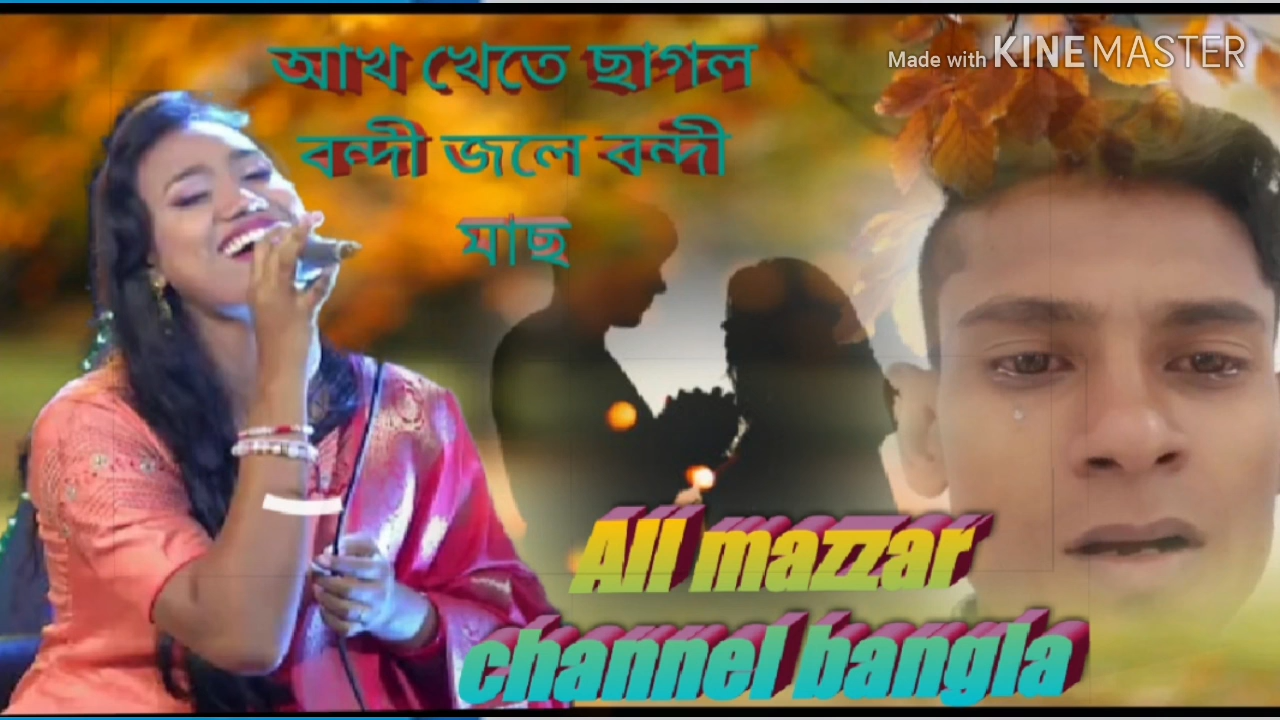 আখ খেতে ছাগল
বন্দী জলে বন্দী
মাছ
Made with KINEMASTER
All mazzar
channel bangla